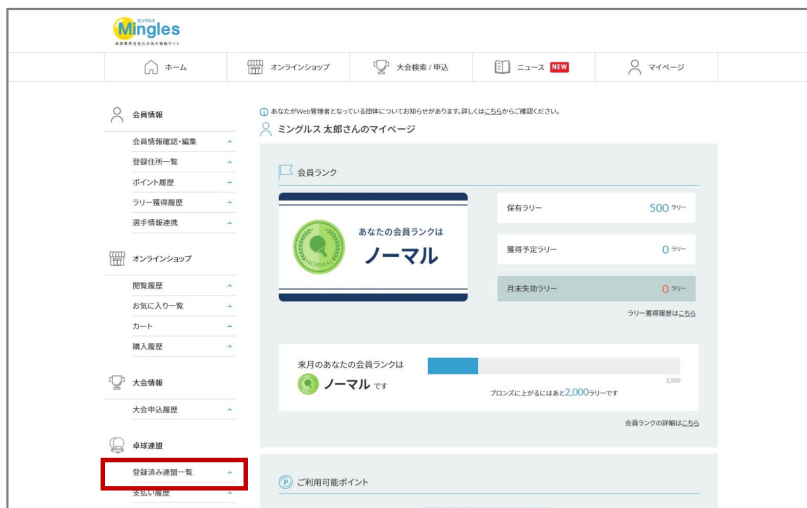 ミングルス
Mingles
ホーム
オンラインショップ
大会検索 / 申込
ニュース NEW
マイページ
会員情報
会員情報確認・編集
登録住所一覧
ポイント履歴
ラリー獲得履歴
選手情報連携
オンラインショップ
閲覧履歴
お気に入り一覧
カート
購入履歴
大会情報
大会申込履歴
卓球連盟
登録済み連盟一覧
支払い履歴
あなたがWeb管理者となっている団体についてお知らせがあります。詳しくはこちらからご確認ください。
ミングルス 太郎さんのマイページ
会員ランク
あなたの会員ランクは
ノーマル
NORMAL
保有ラリー 500 ラリー
獲得予定ラリー 0 ラリー
月末失効ラリー 0 ラリー
ラリー獲得履歴はこちら
来月のあなたの会員ランクは
ノーマル です
2,500
ブロンズに上がるにはあと2,000ラリーです
会員ランクの詳細はこちら
P ご利用可能ポイント